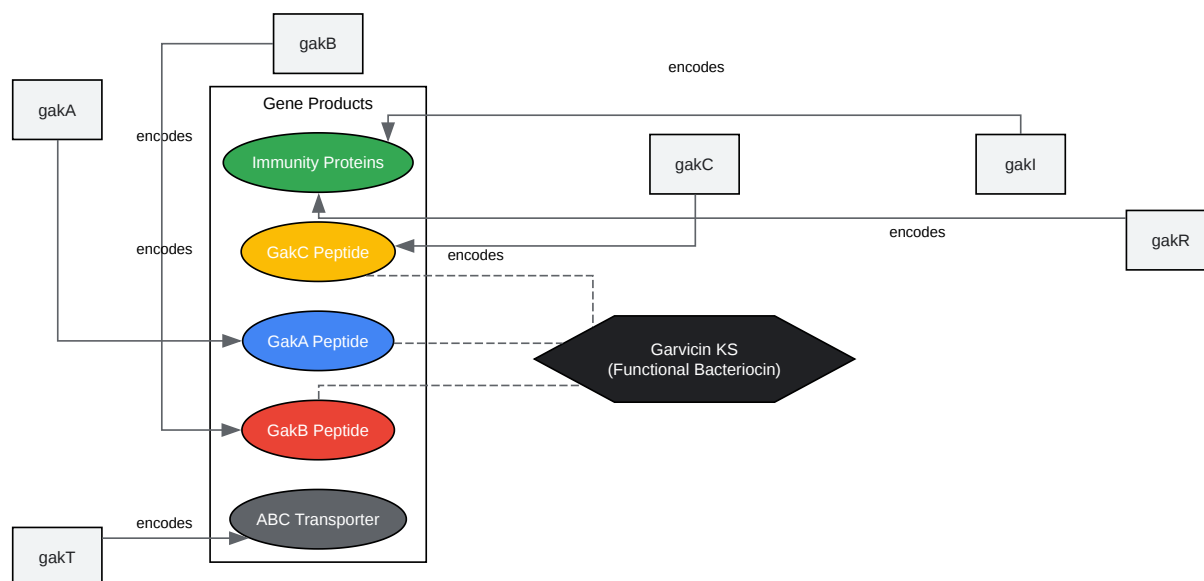 gakB
encodes
gakA
Gene Products
encodes
Immunity Proteins
gakC
gakI
encodes
gakR
encodes
GakC Peptide
encodes
GakA Peptide
Garvicin KS
(Functional Bacteriocin)
GakB Peptide
ABC Transporter
encodes
gakT